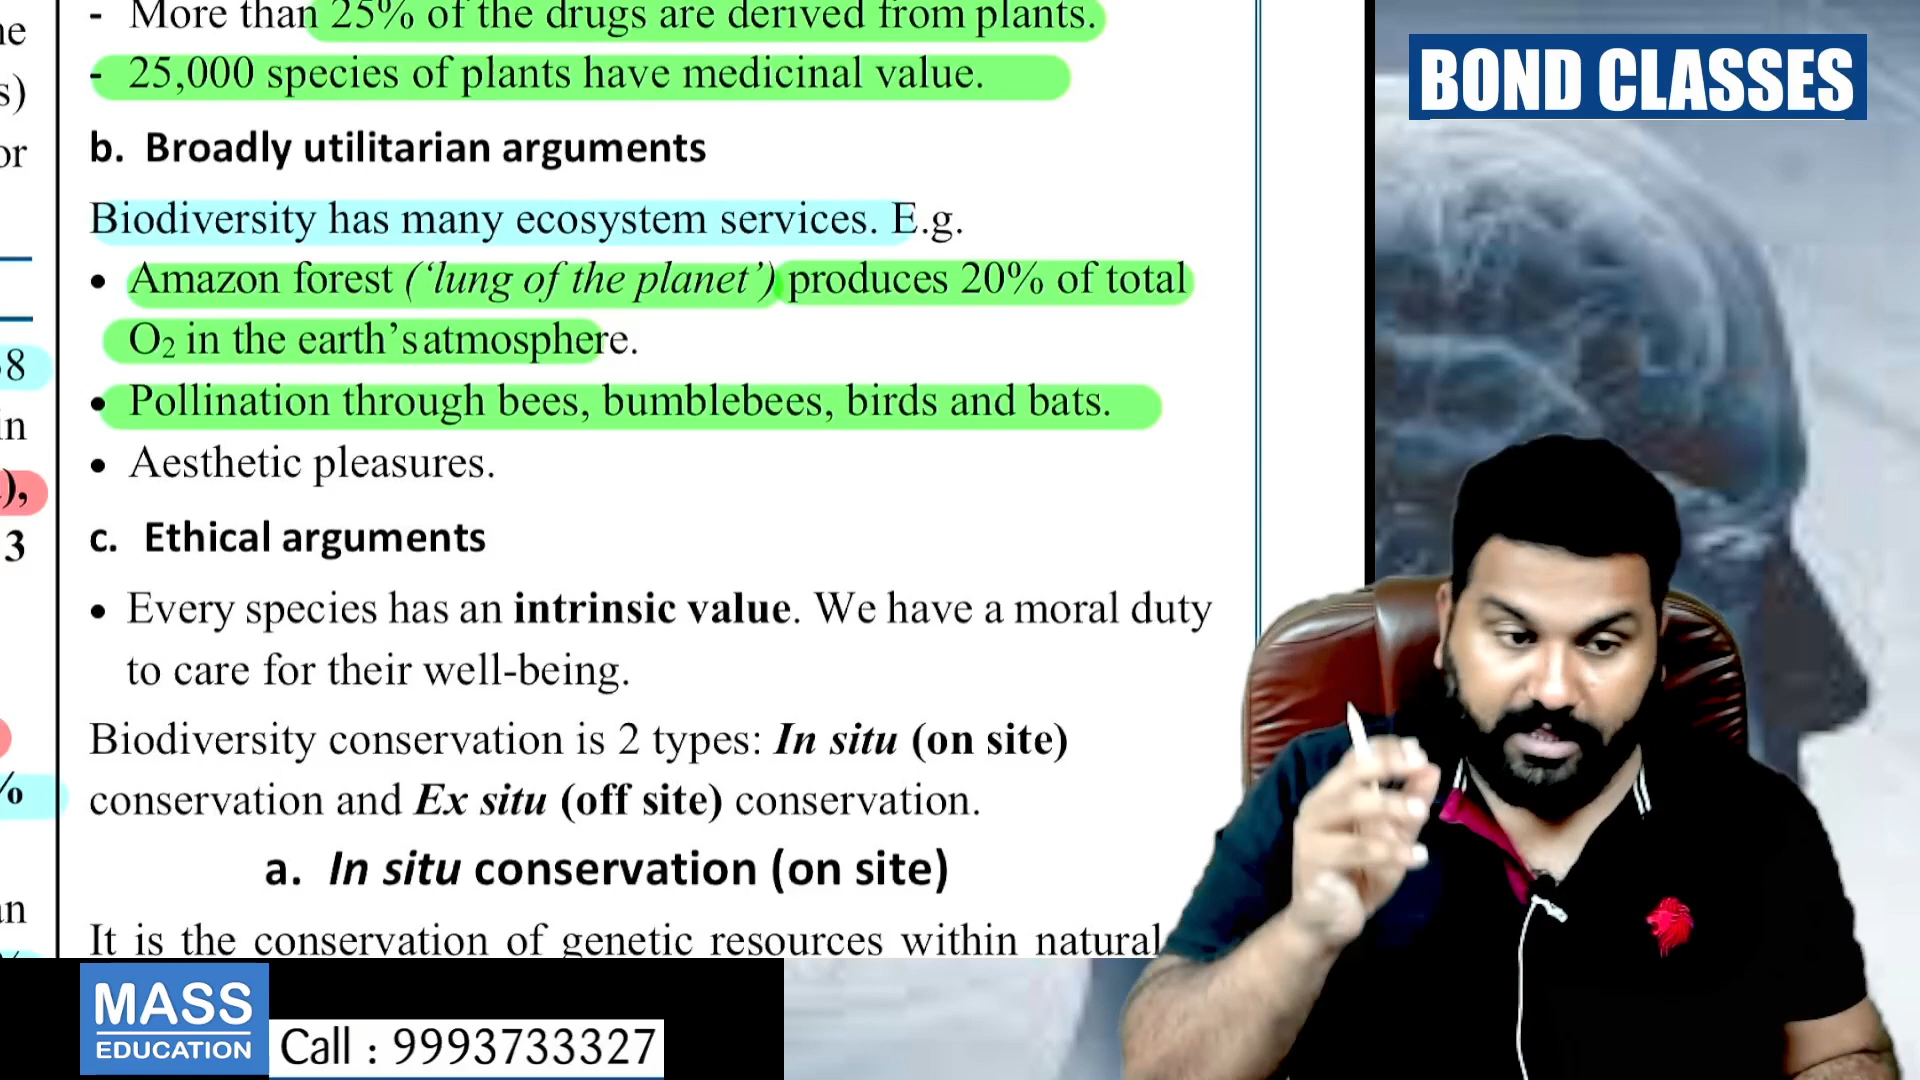 - More than 25% of the drugs are derived from plants.
- 25,000 species of plants have medicinal value.
b. Broadly utilitarian arguments
Biodiversity has many ecosystem services. E.g.
• Amazon forest (‘lung of the planet’) produces 20% of total
O₂ in the earth’s atmosphere.
• Pollination through bees, bumblebees, birds and bats.
• Aesthetic pleasures.
c. Ethical arguments
• Every species has an intrinsic value. We have a moral duty
to care for their well-being.
Biodiversity conservation is 2 types: In situ (on site)
conservation and Ex situ (off site) conservation.
a. In situ conservation (on site)
It is the conservation of genetic resources within natural
BOND CLASSES
MASS
EDUCATION
Call : 9993733327